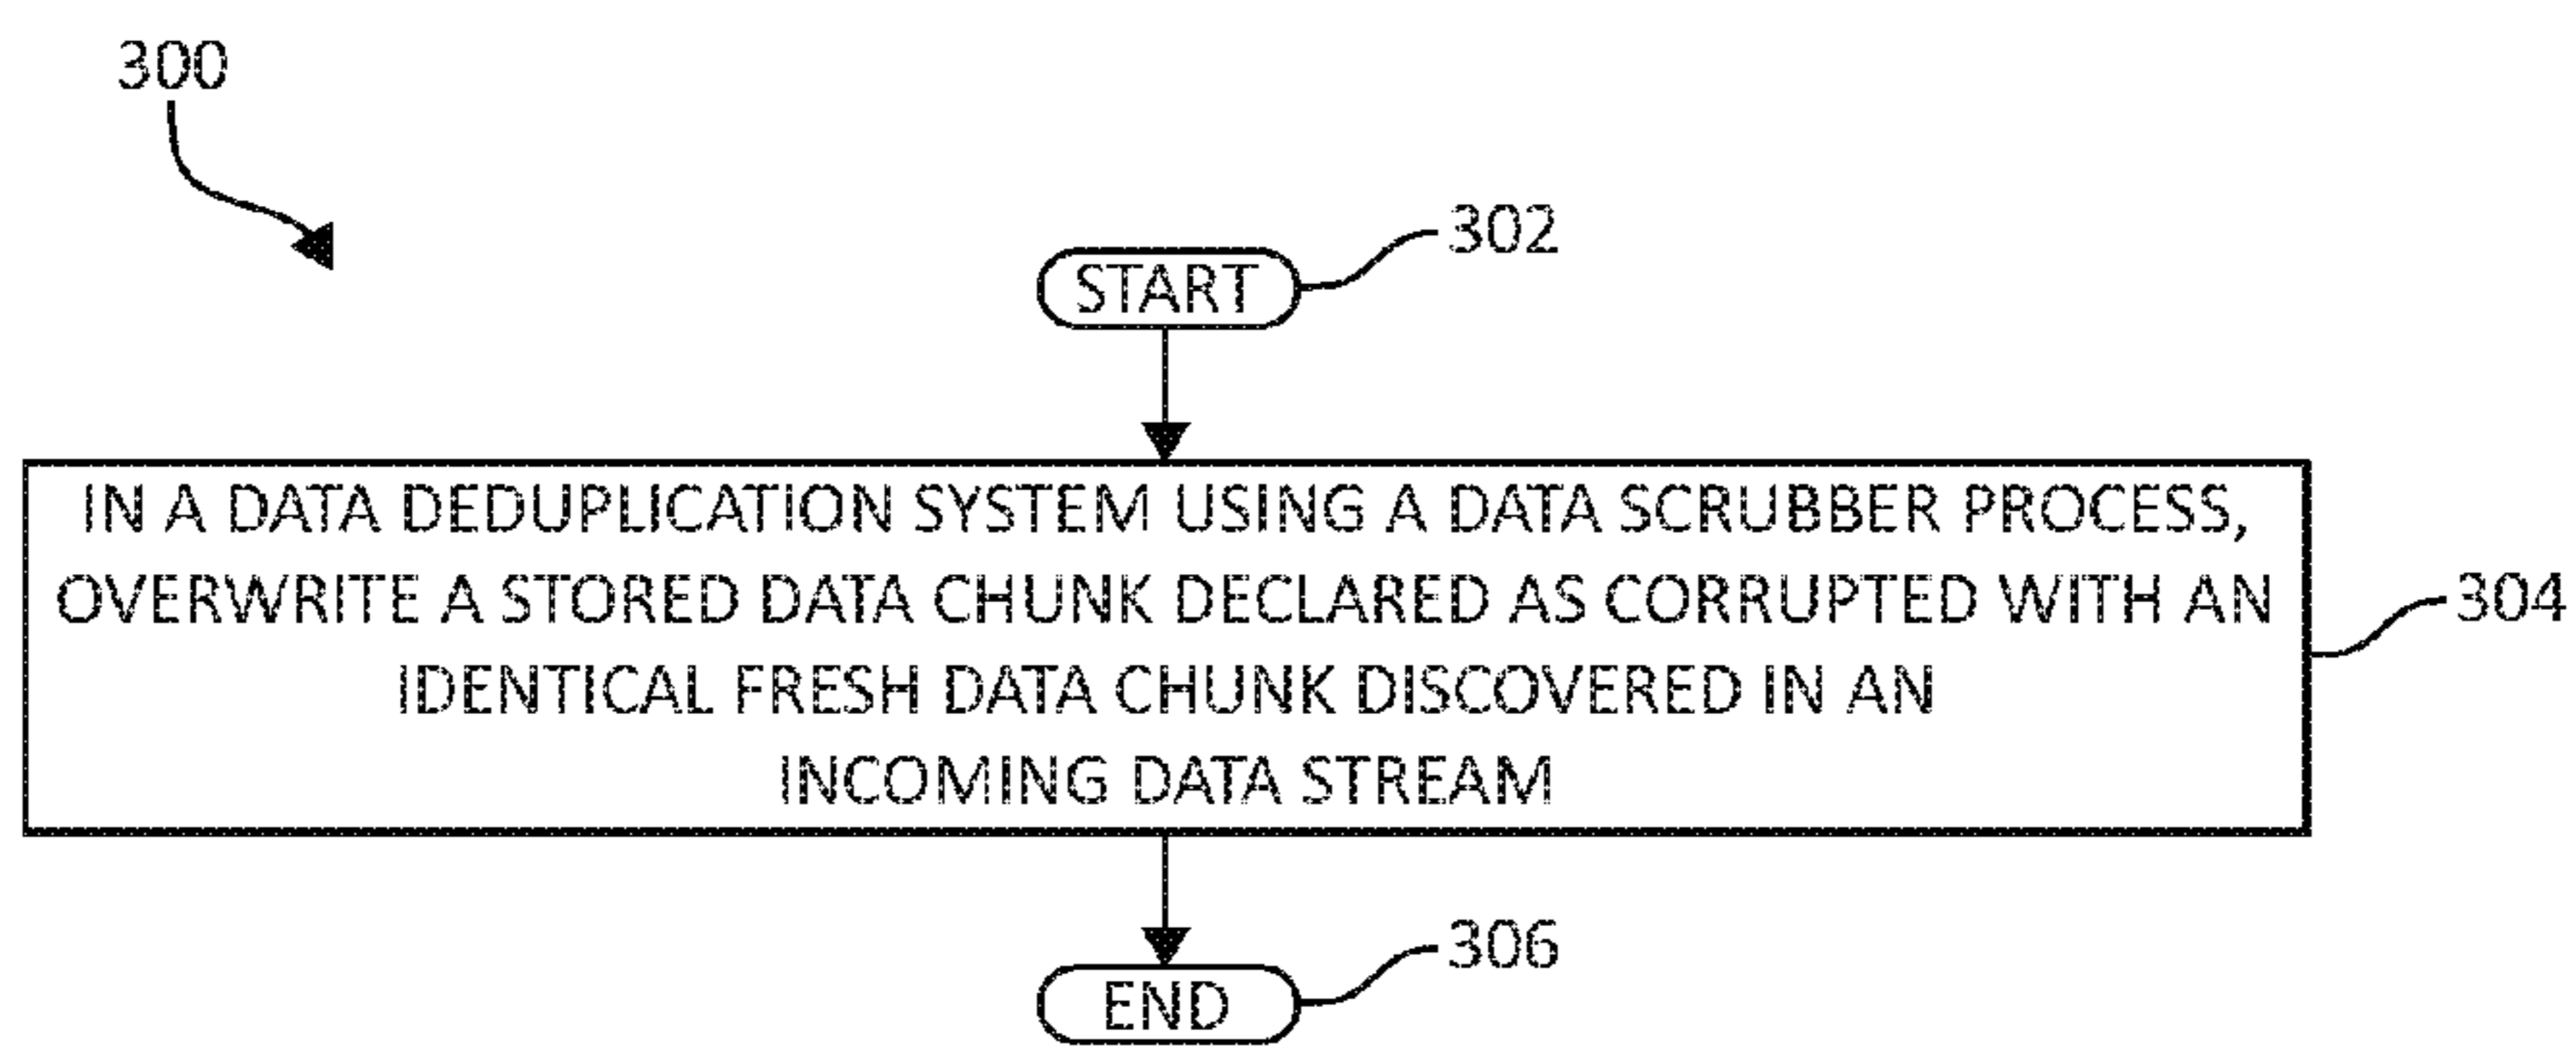 300
302
START
IN A DATA DEDUPLICATION SYSTEM USING A DATA SCRUBBER PROCESS,
OVERWRITE A STORED DATA CHUNK DECLARED AS CORRUPTED WITH AN
304
IDENTICAL FRESH DATA CHUNK DISCOVERED IN AN
INCOMING DATA STREAM
306
END